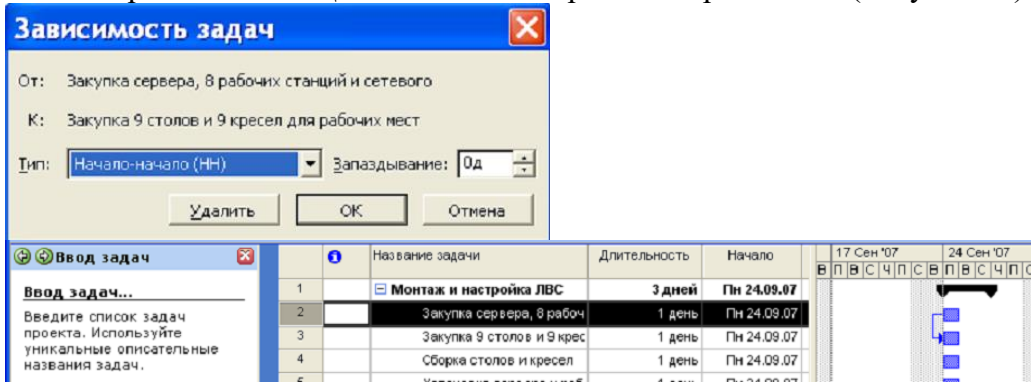 Зависимость задач
От: Закупка сервера, 8 рабочих станций и сетевого
К: Закупка 9 столов и 9 кресел для рабочих мест
Тип: Начало-начало (НН) Запаздывание: 0д
Удалить ОК Отмена
Ввод задач
Ввод задач...
Введите список задач
проекта. Используйте
уникальные описательные
названия задач.
Название задачи Длительность Начало 17 Сен '07 24 Сен '07
В П В С Ч П С В П В С Ч П С
1 Монтаж и настройка ЛВС 3 дней Пн 24.09.07
2 Закупка сервера, 8 рабоч 1 день Пн 24.09.07
3 Закупка 9 столов и 9 крес 1 день Пн 24.09.07
4 Сборка столов и кресел 1 день Пн 24.09.07